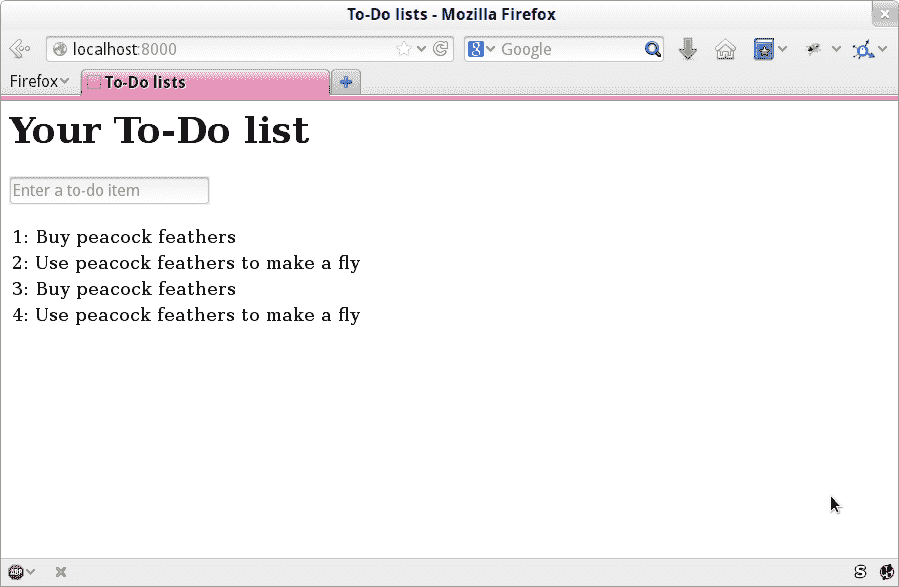 To-Do lists - Mozilla Firefox
localhost:8000
Google
Firefox
To-Do lists
Your To-Do list
Enter a to-do item
1: Buy peacock feathers
2: Use peacock feathers to make a fly
3: Buy peacock feathers
4: Use peacock feathers to make a fly
ABP
S